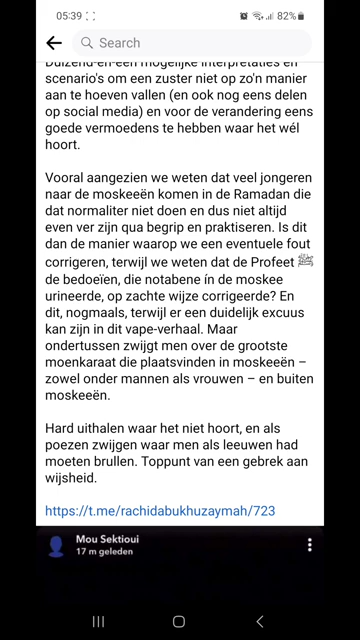 05:39
82%
Search
Duizend-en-een mogelijke interpretaties en
scenario's om een zuster niet op zo'n manier
aan te hoeven vallen (en ook nog eens delen
op social media) en voor de verandering eens
goede vermoedens te hebben waar het wél
hoort.
Vooral aangezien we weten dat veel jongeren
naar de moskeeën komen in de Ramadan die
dat normaliter niet doen en dus niet altijd
even ver zijn qua begrip en praktiseren. Is dit
dan de manier waarop we een eventuele fout
corrigeren, terwijl we weten dat de Profeet ﷺ
de bedoeïen, die notabene ín de moskee
urineerde, op zachte wijze corrigeerde? En
dit, nogmaals, terwijl er een duidelijk excuus
kan zijn in dit vape-verhaal. Maar
ondertussen zwijgt men over de grootste
moenkaraat die plaatsvinden in moskeeën –
zowel onder mannen als vrouwen – en buiten
moskeeën.
Hard uithalen waar het niet hoort, en als
poezen zwijgen waar men als leeuwen had
moeten brullen. Toppunt van een gebrek aan
wijsheid.
https://t.me/rachidabukhuzaymah/723
Mou Sektioui
17 m geleden